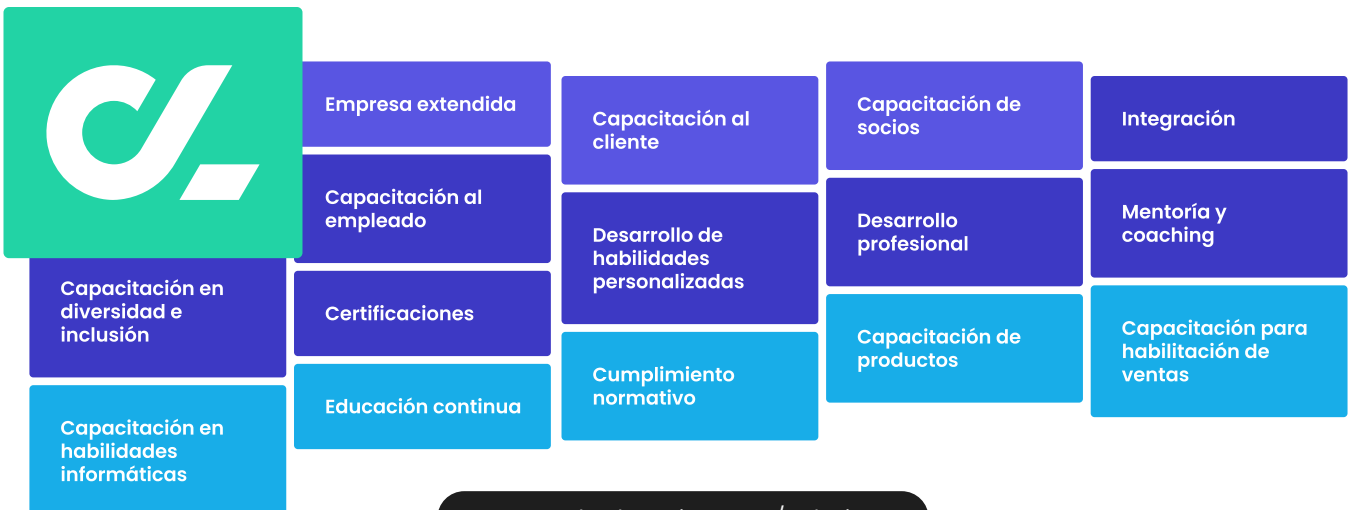 Capacitación en
diversidad e
inclusión
Capacitación en
habilidades
informáticas
Empresa extendida
Capacitación al
empleado
Certificaciones
Educación continua
Capacitación al
cliente
Desarrollo de
habilidades
personalizadas
Cumplimiento
normativo
Capacitación de
socios
Desarrollo
profesional
Capacitación de
productos
Integración
Mentoría y
coaching
Capacitación para
habilitación de
ventas